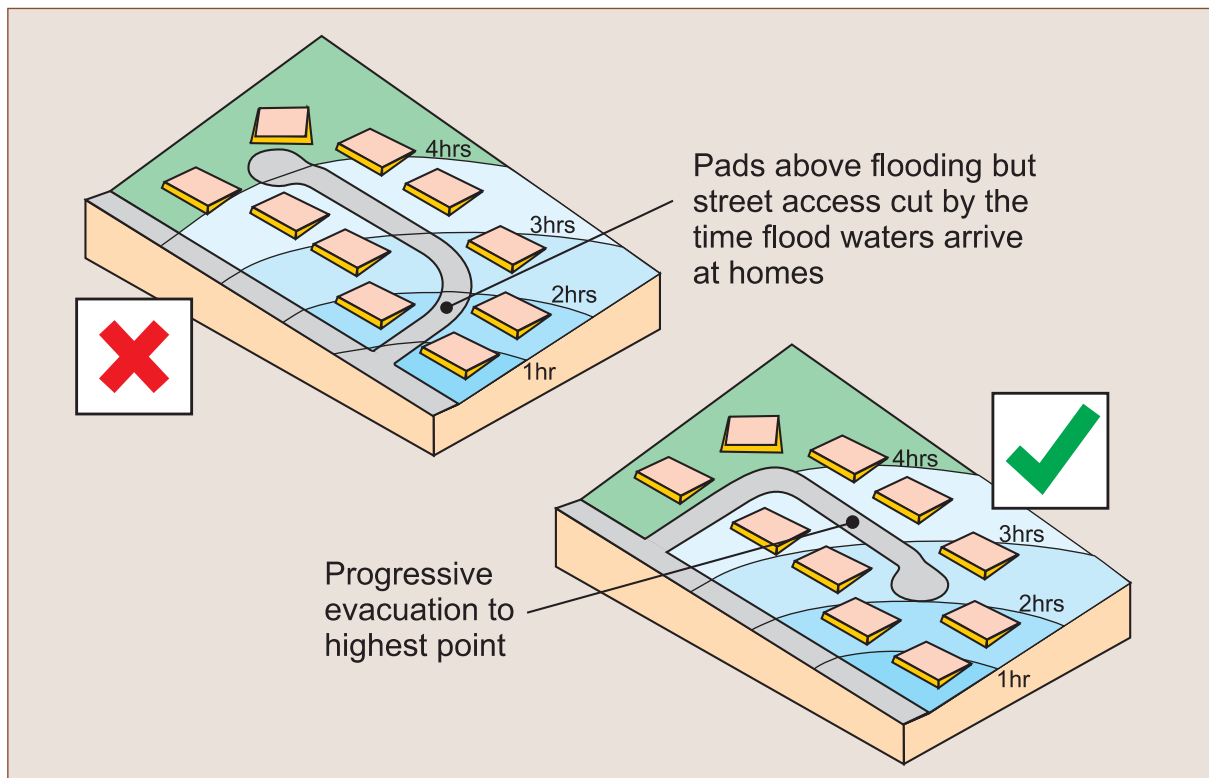 4hrs
Pads above flooding but
street access cut by the
time flood waters arrive
at homes
3hrs
2hrs
1hr
4hrs
3hrs
Progressive
evacuation to
highest point
2hrs
1hr